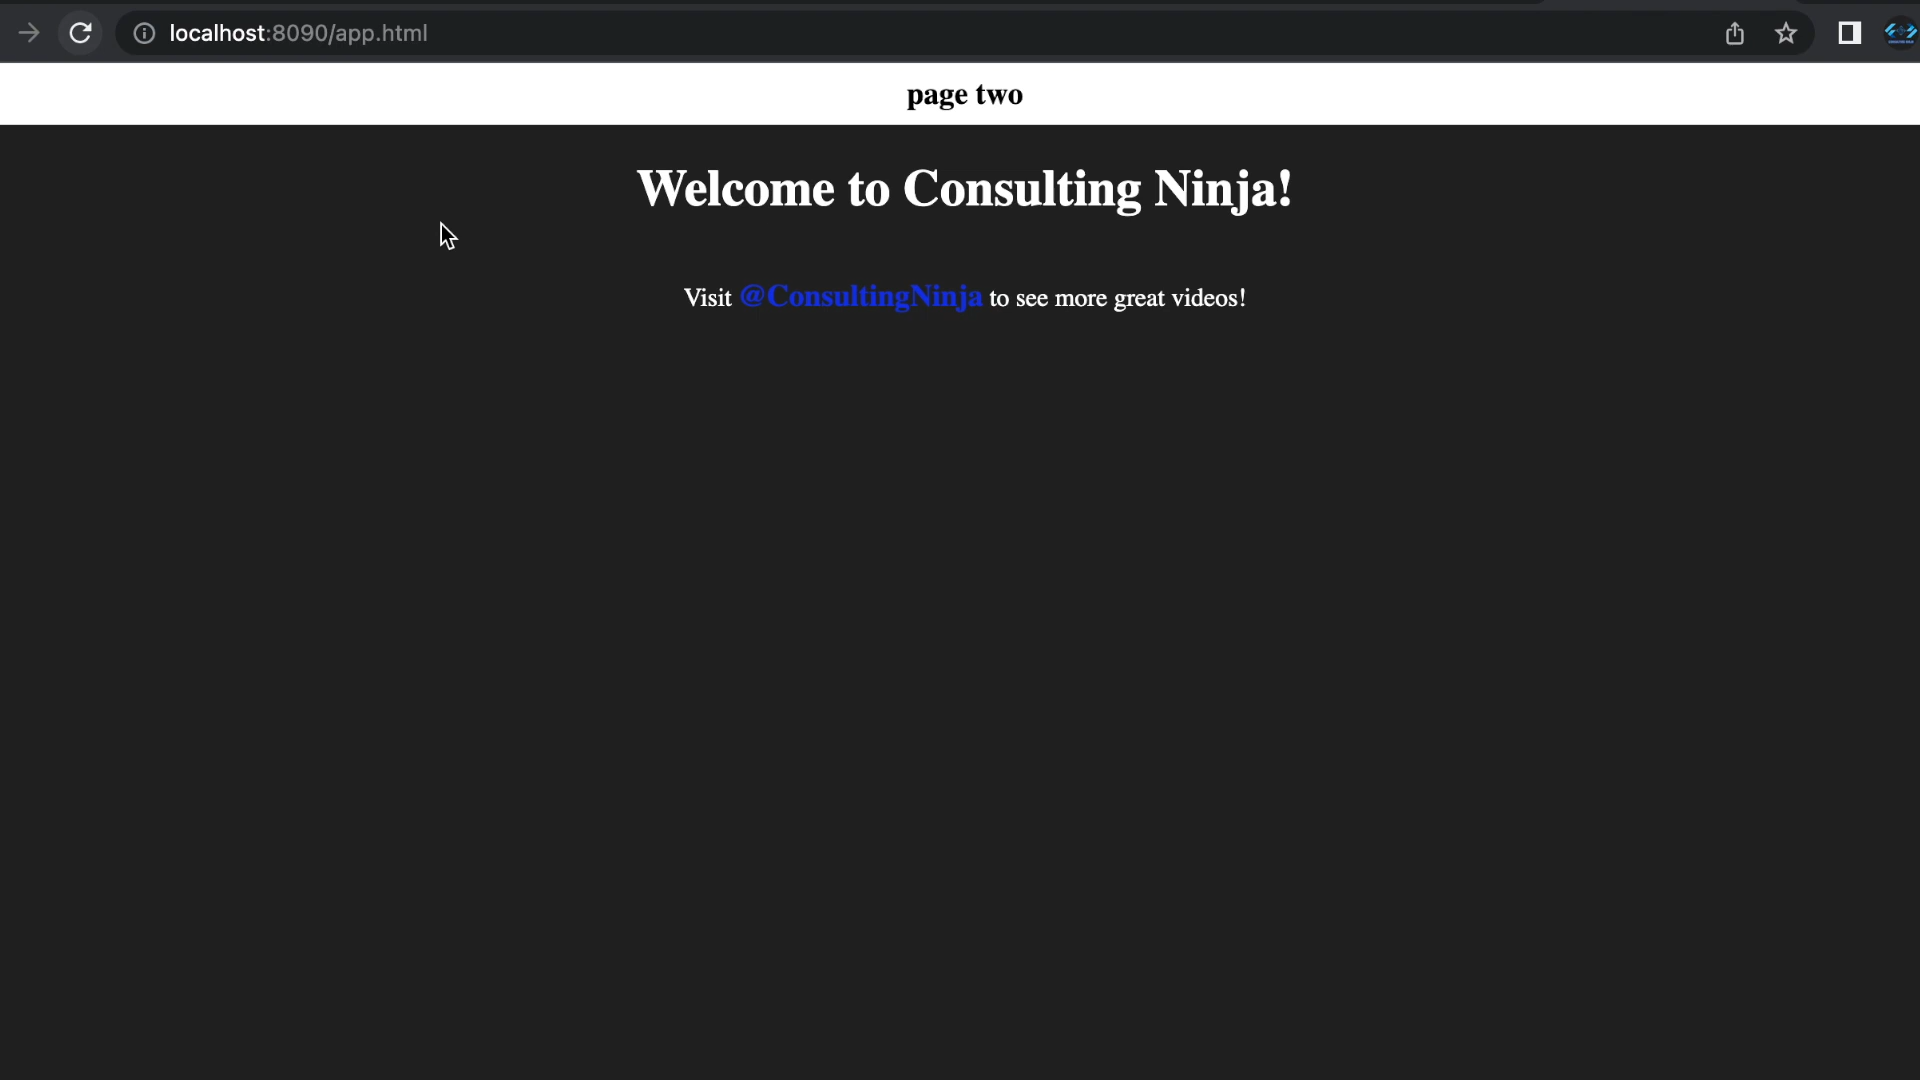 localhost:8090/app.html
page two
Welcome to Consulting Ninja!
Visit @ConsultingNinja to see more great videos!